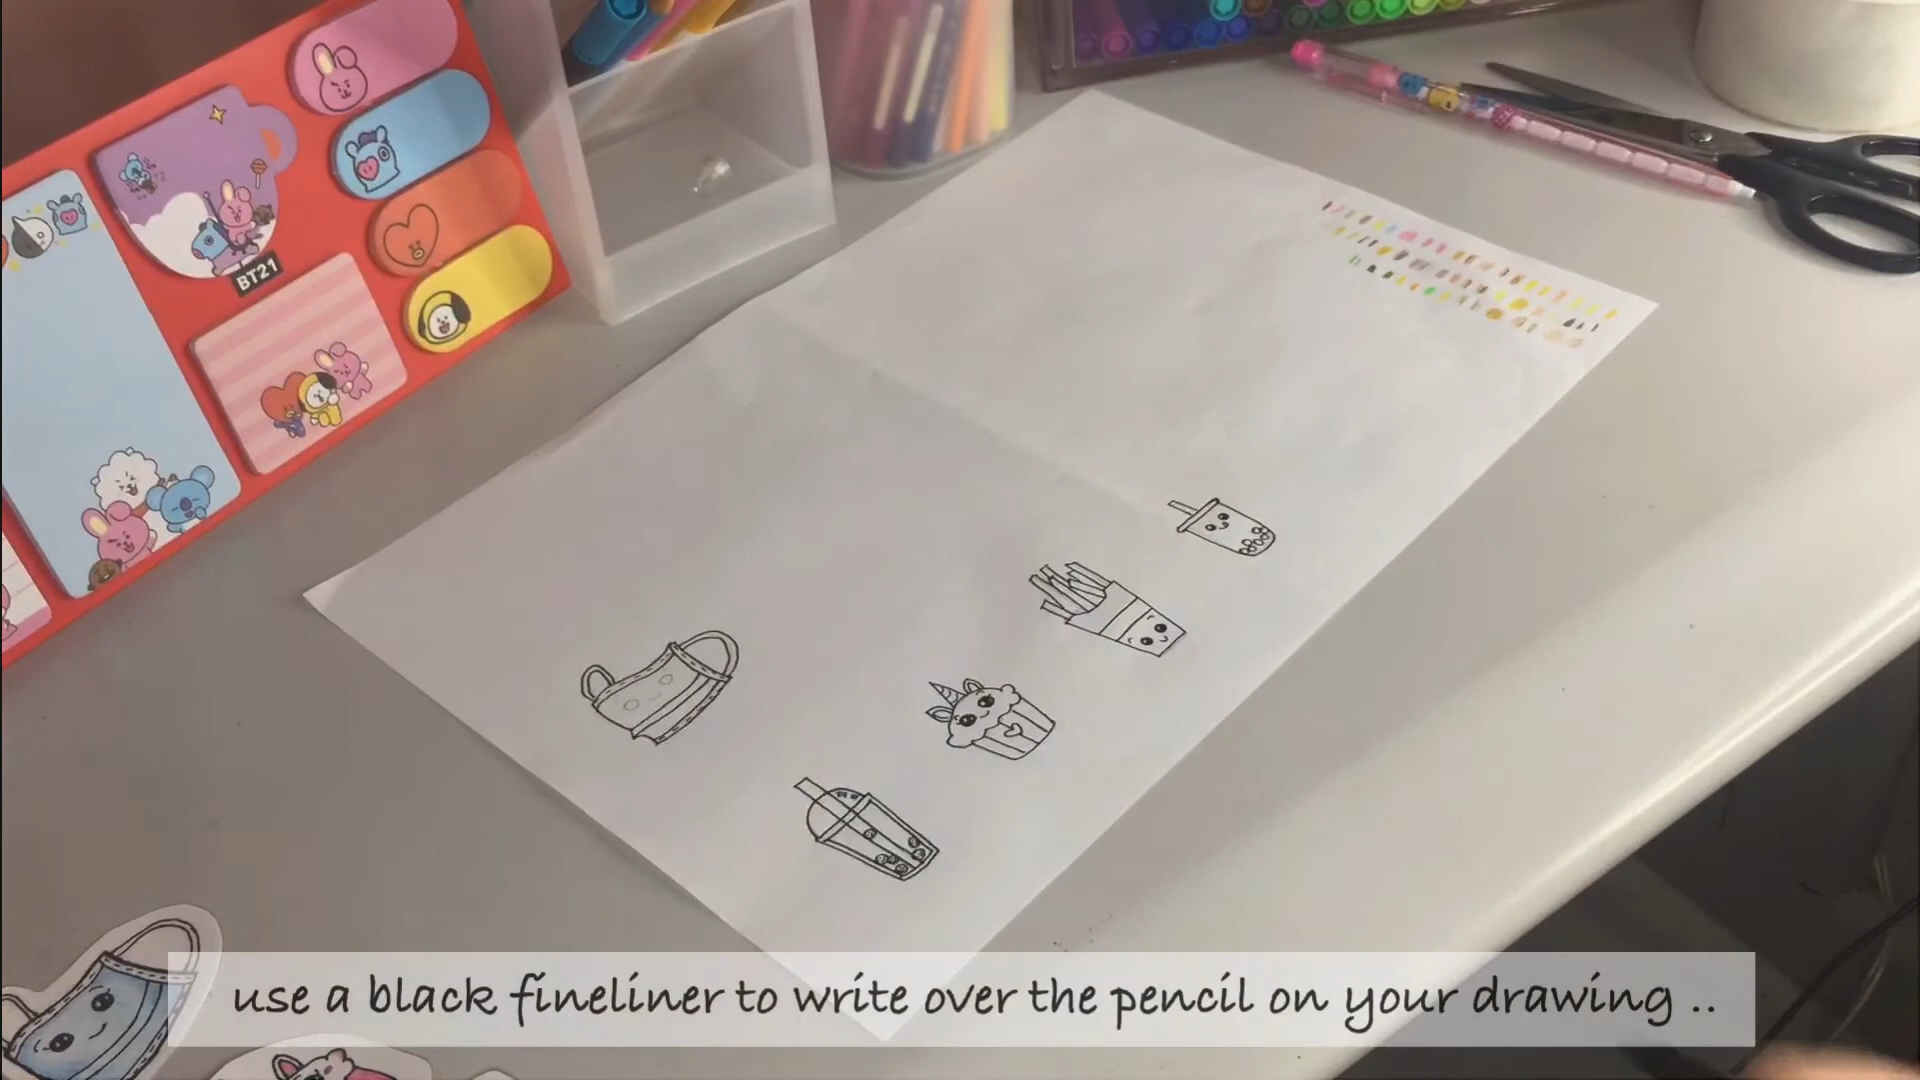 BT21
use a black fineliner to write over the pencil on your drawing ..